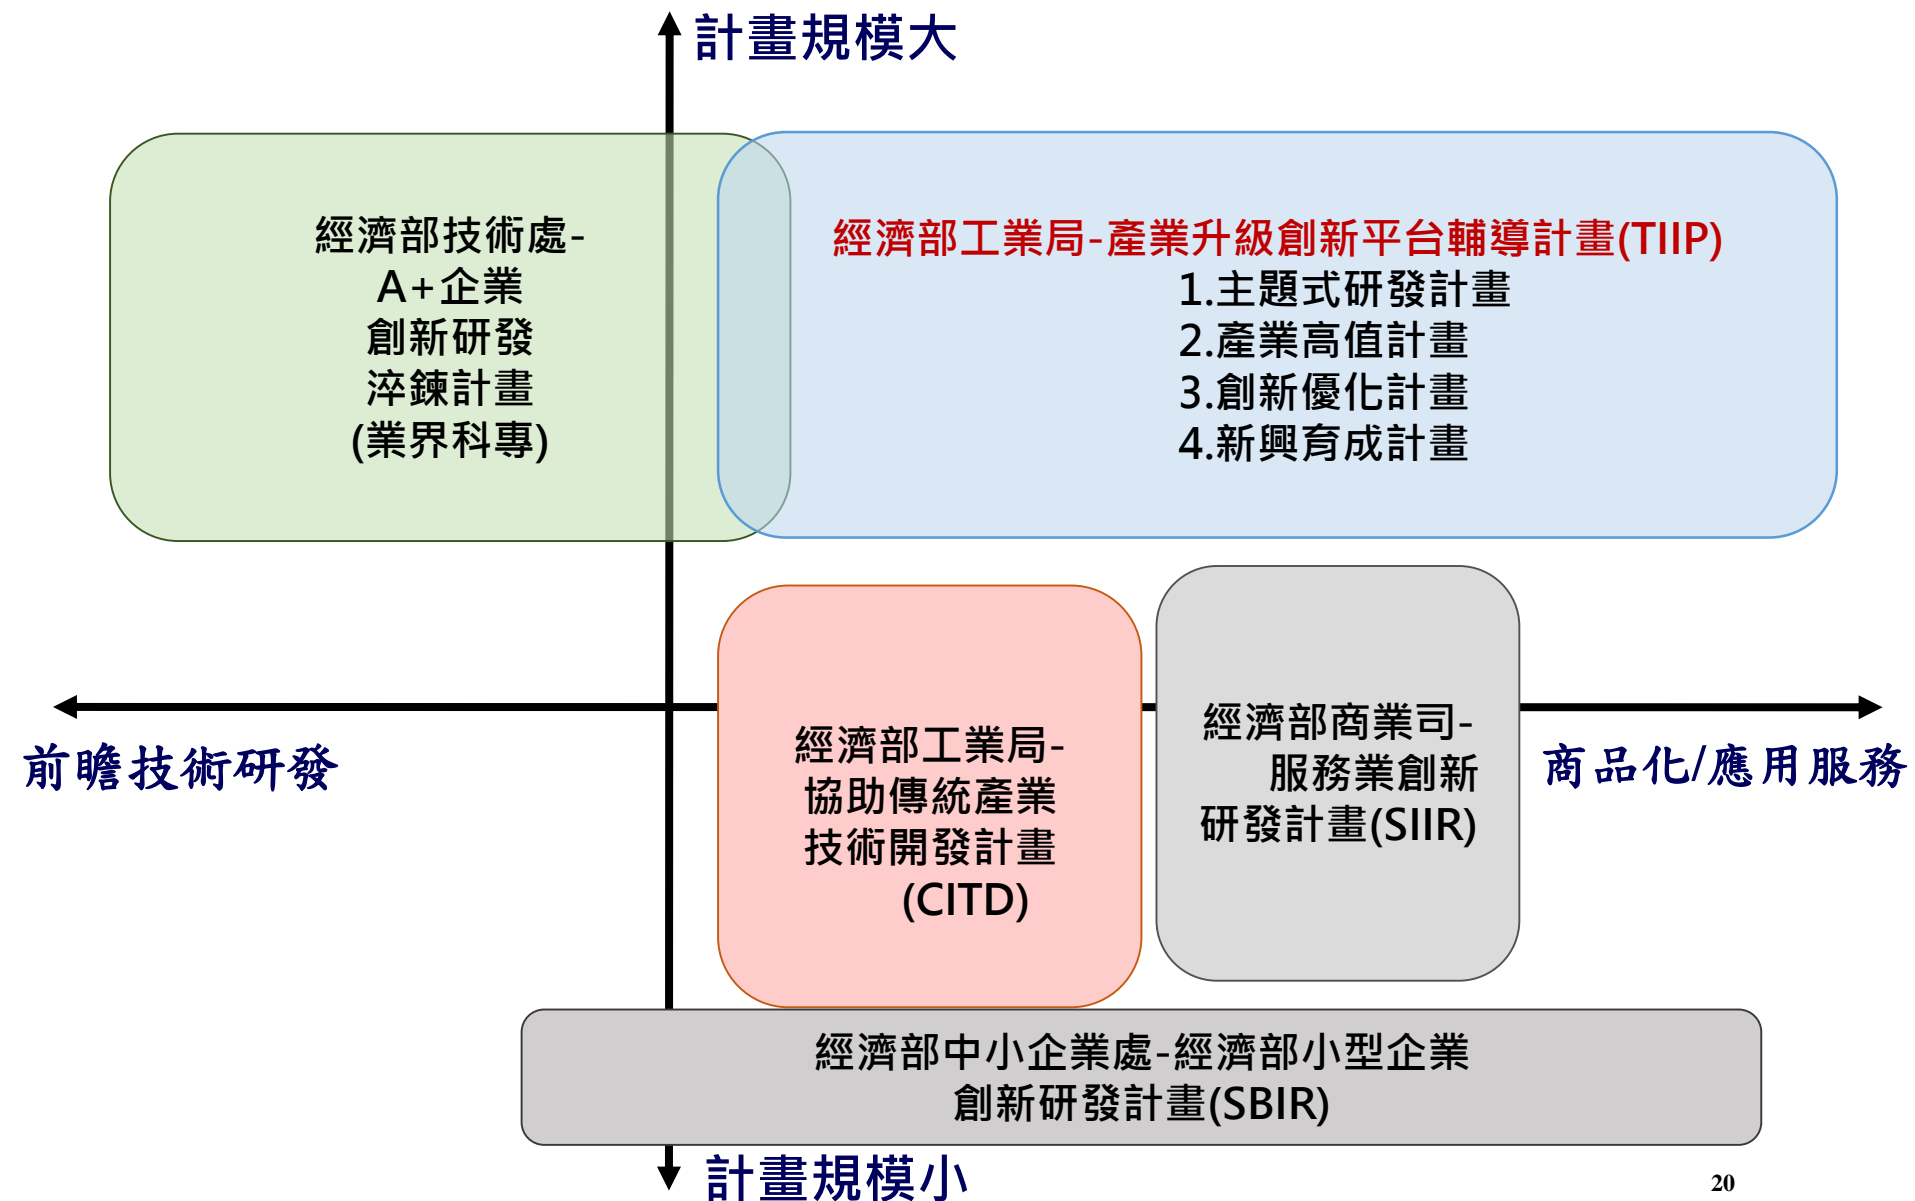 計畫規模大
經濟部技術處-
A+企業
創新研發
淬鍊計畫
(業界科專)
經濟部工業局-產業升級創新平台輔導計畫(TIIP)
1.主題式研發計畫
2.產業高值計畫
3.創新優化計畫
4.新興育成計畫
前瞻技術研發
經濟部工業局-
協助傳統產業
技術開發計畫
(CITD)
經濟部商業司-
服務業創新
研發計畫(SIIR)
商品化/應用服務
經濟部中小企業處-經濟部小型企業
創新研發計畫(SBIR)
計畫規模小
20